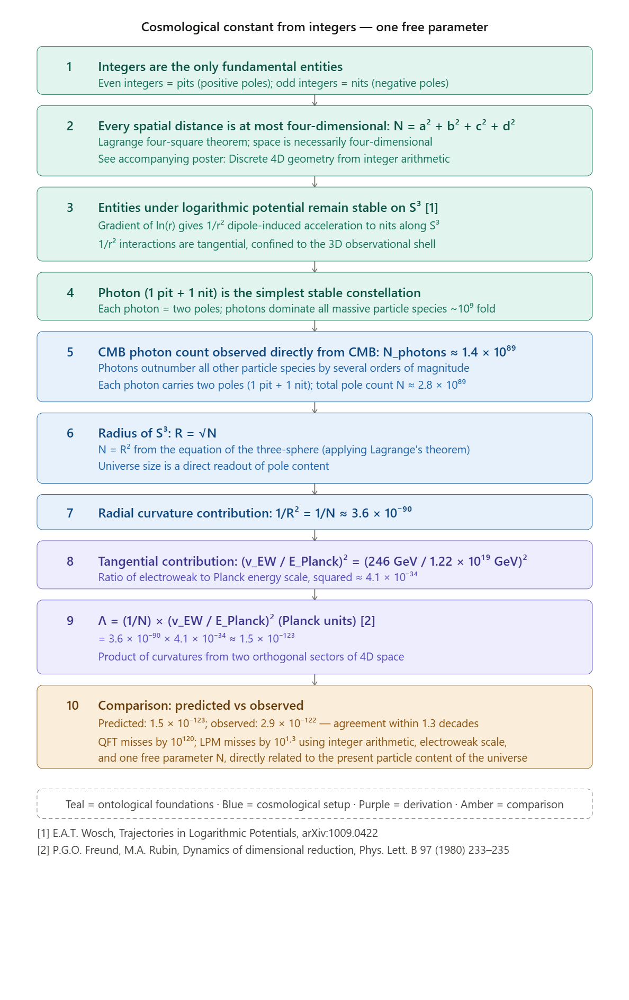 Cosmological constant from integers — one free parameter
1 Integers are the only fundamental entities
Even integers = pits (positive poles); odd integers = nits (negative poles)
2 Every spatial distance is at most four-dimensional: N = a² + b² + c² + d²
Lagrange four-square theorem; space is necessarily four-dimensional
See accompanying poster: Discrete 4D geometry from integer arithmetic
3 Entities under logarithmic potential remain stable on S³ [1]
Gradient of ln(r) gives 1/r² dipole-induced acceleration to nits along S³
1/r² interactions are tangential, confined to the 3D observational shell
4 Photon (1 pit + 1 nit) is the simplest stable constellation
Each photon = two poles; photons dominate all massive particle species ~10⁹ fold
5 CMB photon count observed directly from CMB: N_photons ≈ 1.4 × 10⁸⁹
Photons outnumber all other particle species by several orders of magnitude
Each photon carries two poles (1 pit + 1 nit); total pole count N ≈ 2.8 × 10⁸⁹
6 Radius of S³: R = √N
N = R² from the equation of the three-sphere (applying Lagrange's theorem)
Universe size is a direct readout of pole content
7 Radial curvature contribution: 1/R² = 1/N ≈ 3.6 × 10⁻⁹⁰
8 Tangential contribution: (v_EW / E_Planck)² = (246 GeV / 1.22 × 10¹⁹ GeV)²
Ratio of electroweak to Planck energy scale, squared ≈ 4.1 × 10⁻³⁴
9 Λ = (1/N) × (v_EW / E_Planck)² (Planck units) [2]
= 3.6 × 10⁻⁹⁰ × 4.1 × 10⁻³⁴ ≈ 1.5 × 10⁻¹²³
Product of curvatures from two orthogonal sectors of 4D space
10 Comparison: predicted vs observed
Predicted: 1.5 × 10⁻¹²³; observed: 2.9 × 10⁻¹²² — agreement within 1.3 decades
QFT misses by 10¹²⁰; LPM misses by 10¹·³ using integer arithmetic, electroweak scale,
and one free parameter N, directly related to the present particle content of the universe
Teal = ontological foundations · Blue = cosmological setup · Purple = derivation · Amber = comparison
[1] E.A.T. Wosch, Trajectories in Logarithmic Potentials, arXiv:1009.0422
[2] P.G.O. Freund, M.A. Rubin, Dynamics of dimensional reduction, Phys. Lett. B 97 (1980) 233–235